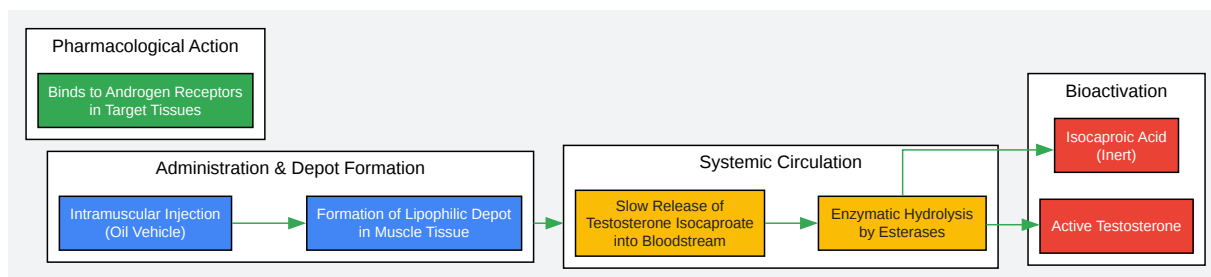 Pharmacological Action
Binds to Androgen Receptors
in Target Tissues
Administration & Depot Formation
Intramuscular Injection
(Oil Vehicle)
Formation of Lipophilic Depot
in Muscle Tissue
Systemic Circulation
Slow Release of
Testosterone Isocaproate
into Bloodstream
Enzymatic Hydrolysis
by Esterases
Bioactivation
Isocaproic Acid
(Inert)
Active Testosterone